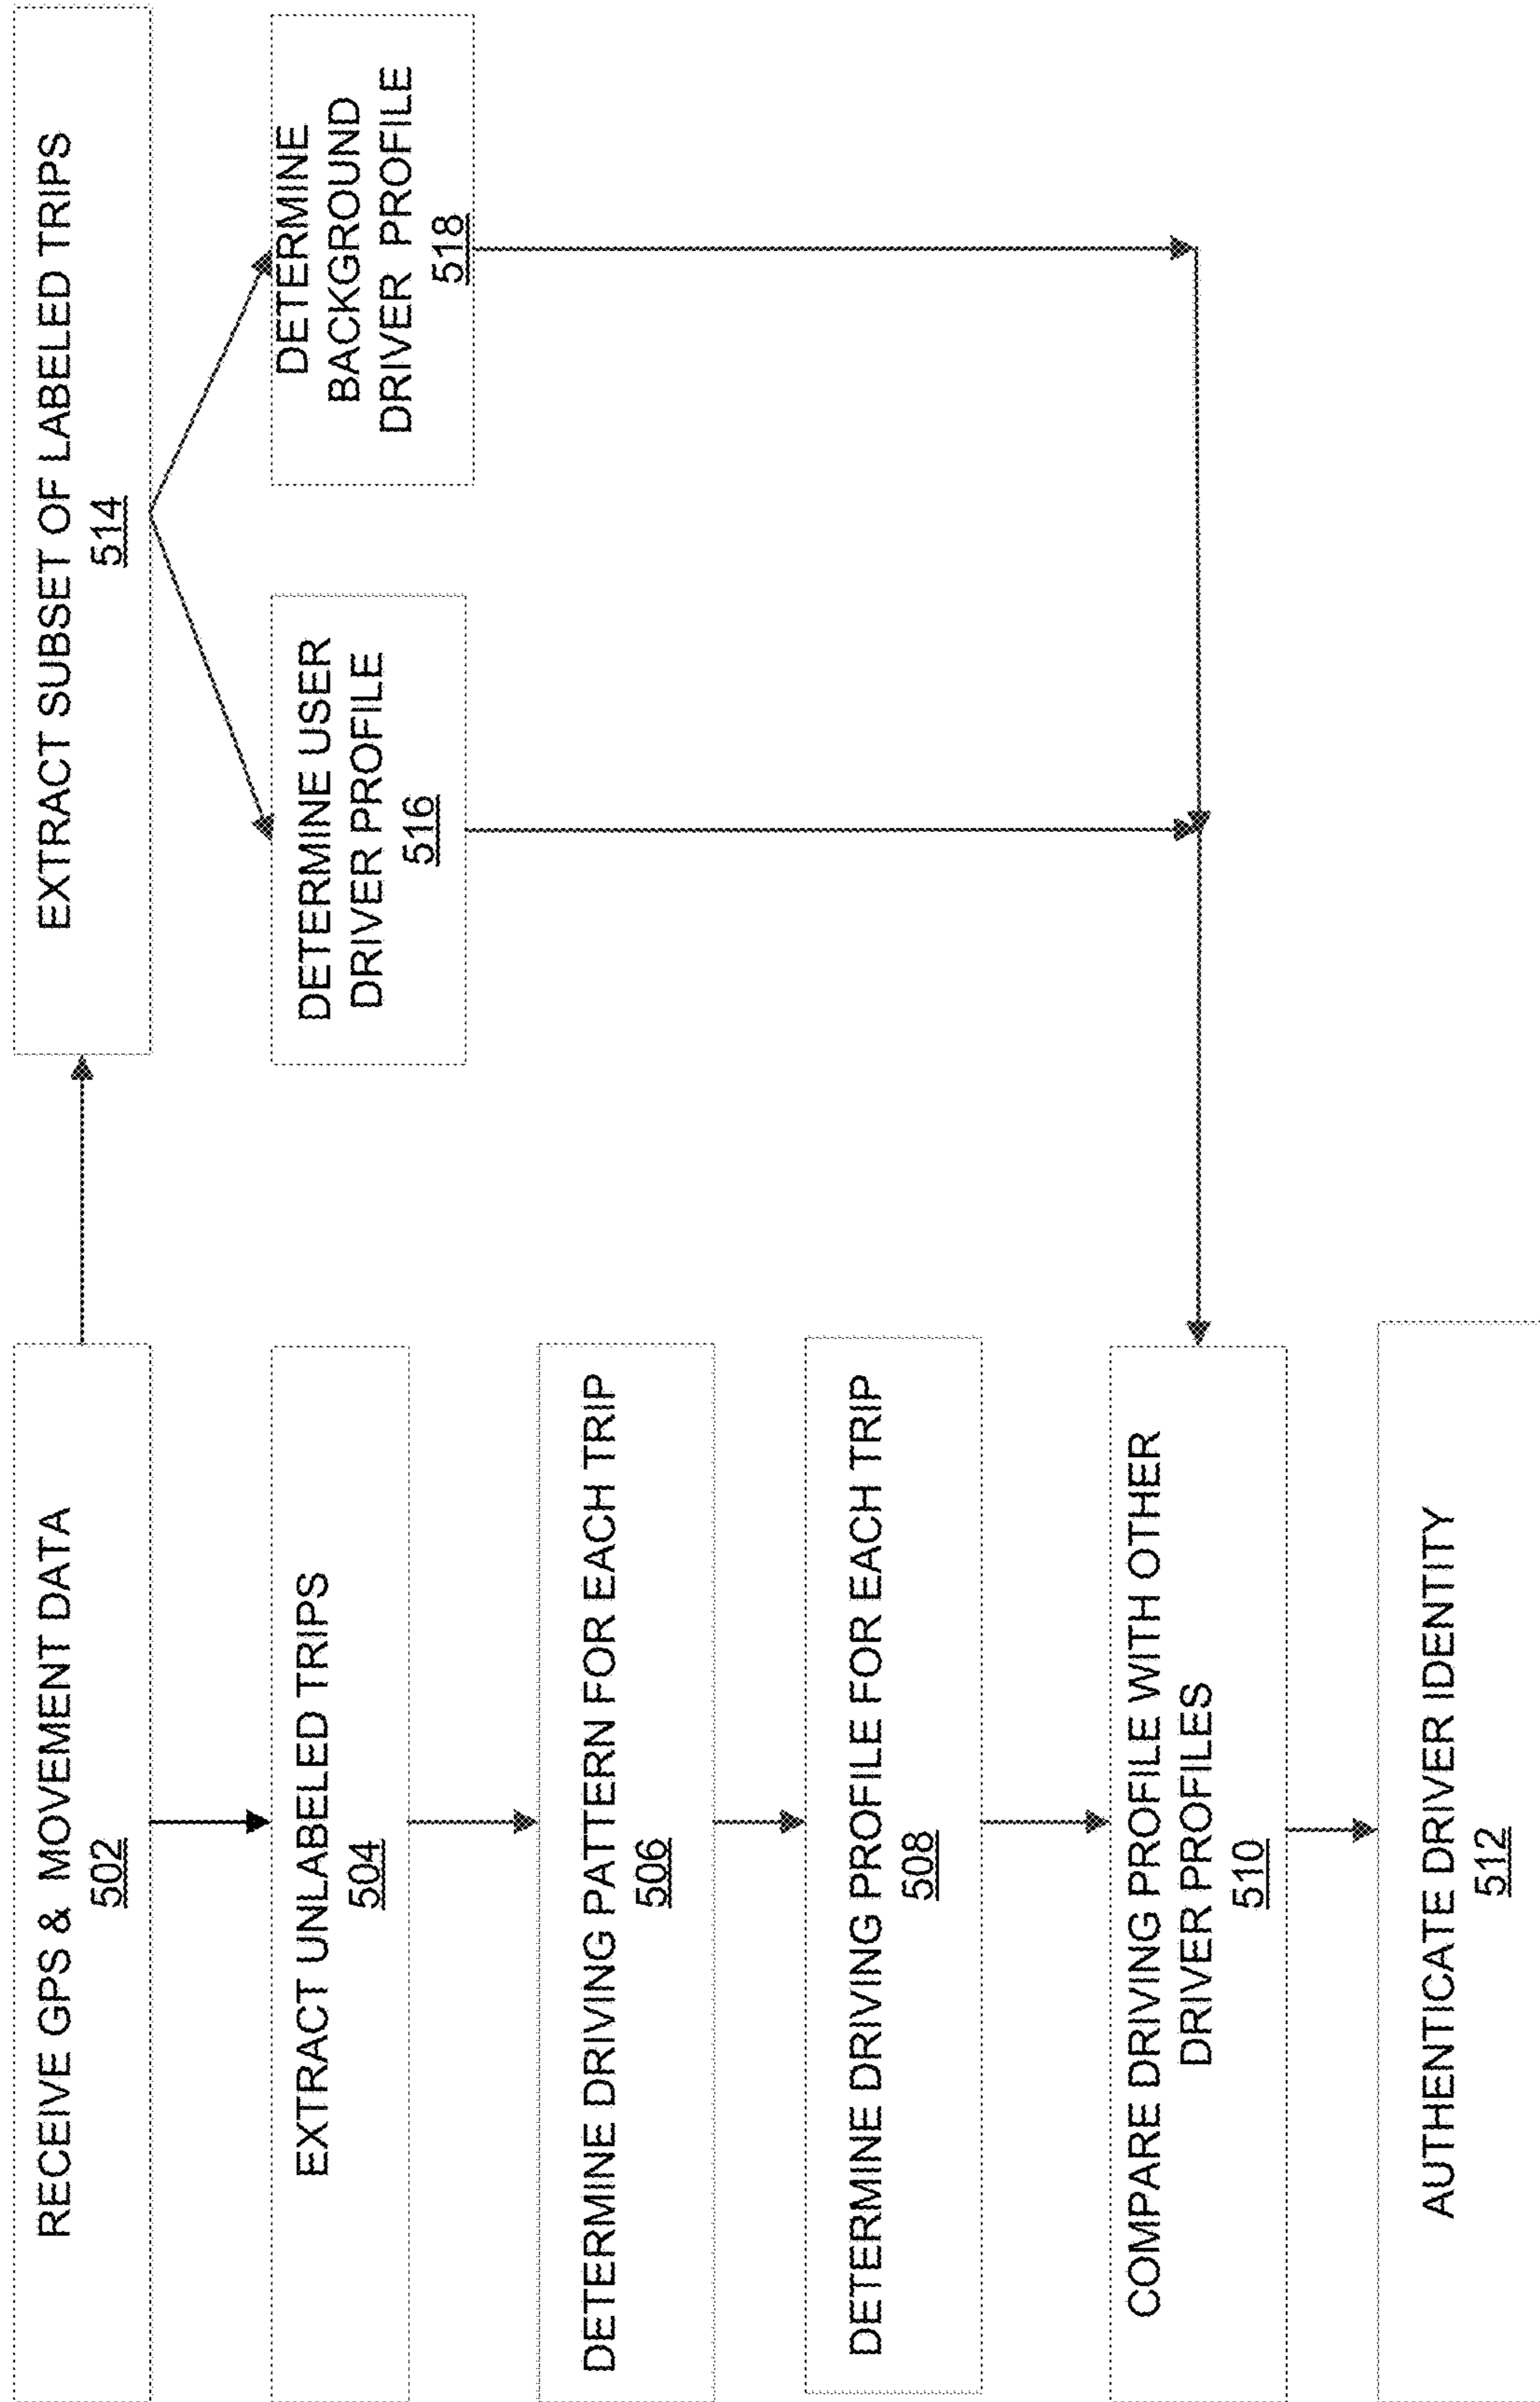 RECEIVE GPS & MOVEMENT DATA
502
EXTRACT UNLABELED TRIPS
504
DETERMINE DRIVING PATTERN FOR EACH TRIP
506
DETERMINE DRIVING PROFILE FOR EACH TRIP
508
COMPARE DRIVING PROFILE WITH OTHER
DRIVER PROFILES
510
AUTHENTICATE DRIVER IDENTITY
512
EXTRACT SUBSET OF LABELED TRIPS
514
DETERMINE USER
DRIVER PROFILE
516
DETERMINE
BACKGROUND
DRIVER PROFILE
518